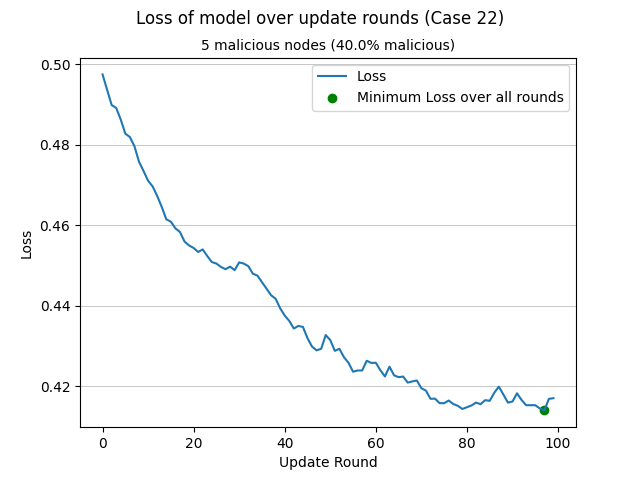 Loss of model over update rounds (Case 22)
5 malicious nodes (40.0% malicious)
Loss
Minimum Loss over all rounds
0.50
0.48
0.46
0.44
0.42
Loss
0 20 40 60 80 100
Update Round